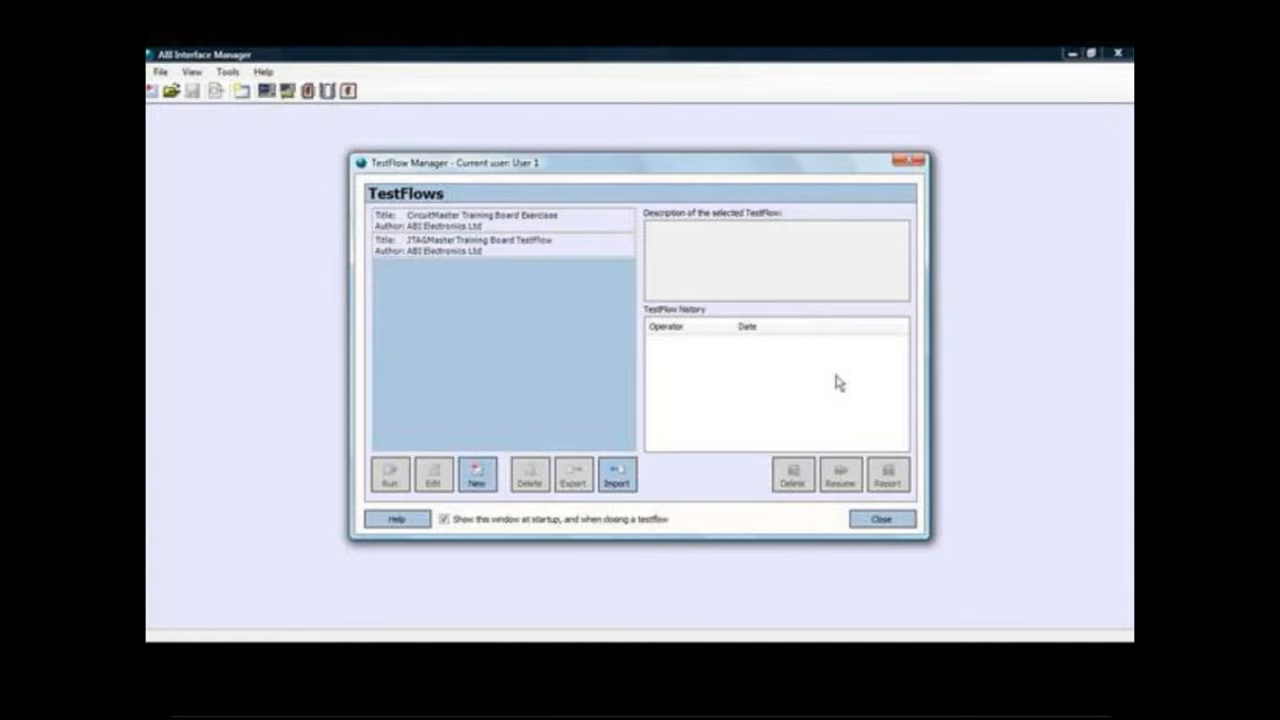 ABI Interface Manager
File View Tools Help
TestFlow Manager - Current user: User 1
TestFlows
Title: CircuitMaster Training Board Exercises
Author: ABI Electronics Ltd
Title: JTAGMaster Training Board TestFlow
Author: ABI Electronics Ltd
Description of the selected TestFlow:
TestFlow history
Operator Date
Run Edit New Delete Export Import Delete Resume Report
Help Show this window at startup, and when closing a testflow Close